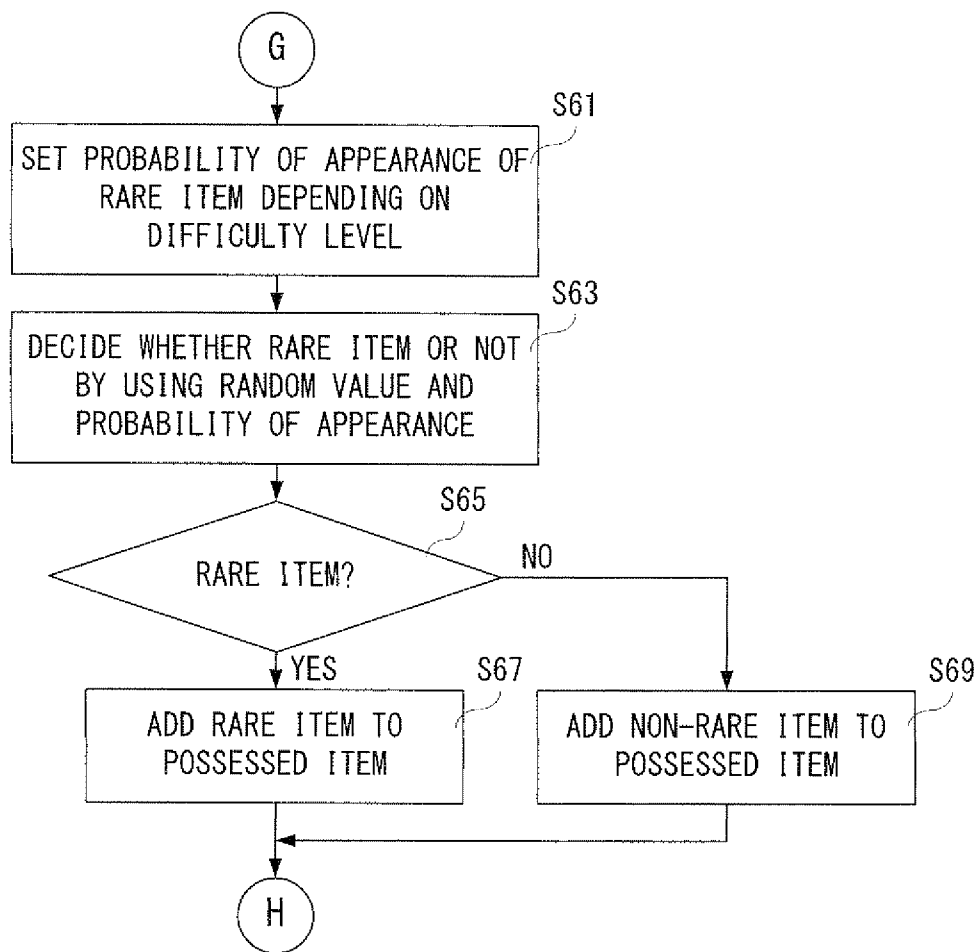 G
S61
SET PROBABILITY OF APPEARANCE OF
RARE ITEM DEPENDING ON
DIFFICULTY LEVEL
S63
DECIDE WHETHER RARE ITEM OR NOT
BY USING RANDOM VALUE AND
PROBABILITY OF APPEARANCE
S65
RARE ITEM?
NO
YES
S67
ADD RARE ITEM TO
POSSESSED ITEM
S69
ADD NON-RARE ITEM TO
POSSESSED ITEM
H